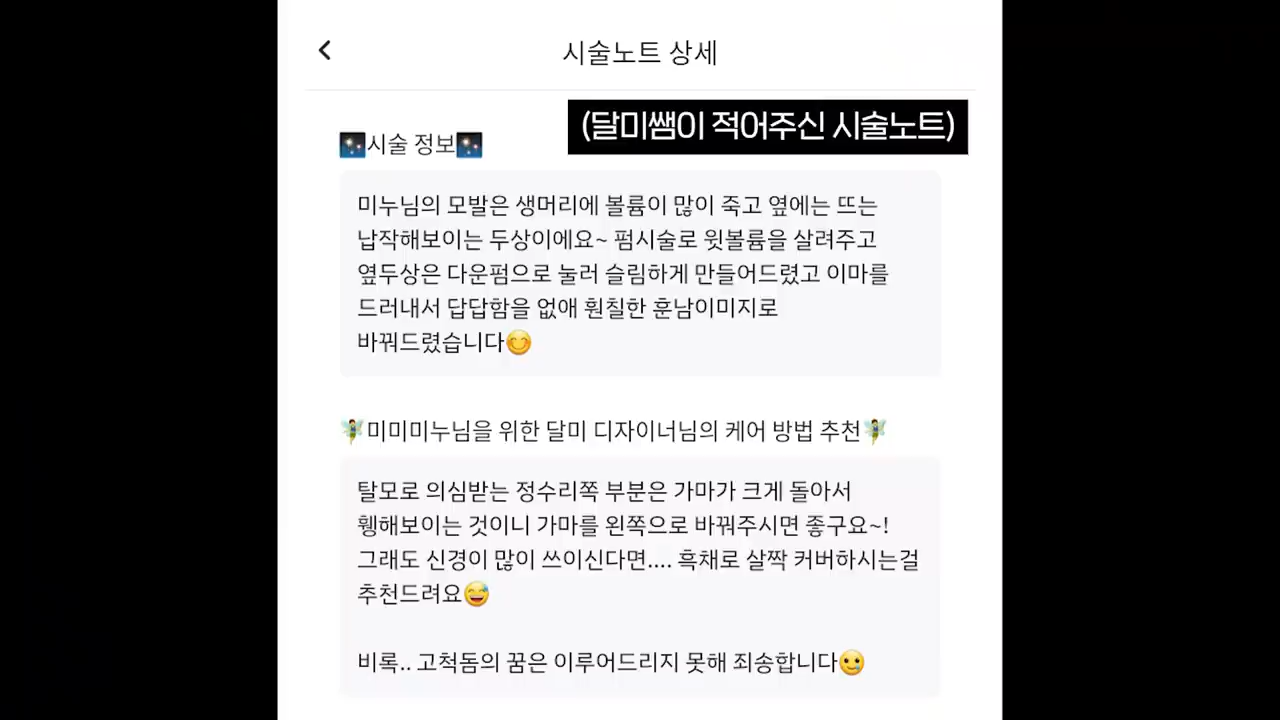 시술노트 상세
(달미쌤이 적어주신 시술노트)
🎇시술 정보🎇
미누님의 모발은 생머리에 볼륨이 많이 죽고 옆에는 뜨는
납작해보이는 두상이에요~ 펌시술로 윗볼륨을 살려주고
옆두상은 다운펌으로 눌러 슬림하게 만들어드렸고 이마를
드러내서 답답함을 없애 훤칠한 훈남이미지로
바꿔드렸습니다😊
🧚‍♂️미미미누님을 위한 달미 디자이너님의 케어 방법 추천🧚‍♂️
탈모로 의심받는 정수리쪽 부분은 가마가 크게 돌아서
휑해보이는 것이니 가마를 왼쪽으로 바꿔주시면 좋구요~!
그래도 신경이 많이 쓰이신다면.... 흑채로 살짝 커버하시는걸
추천드려요😅
비록.. 고척돔의 꿈은 이루어드리지 못해 죄송합니다🥲